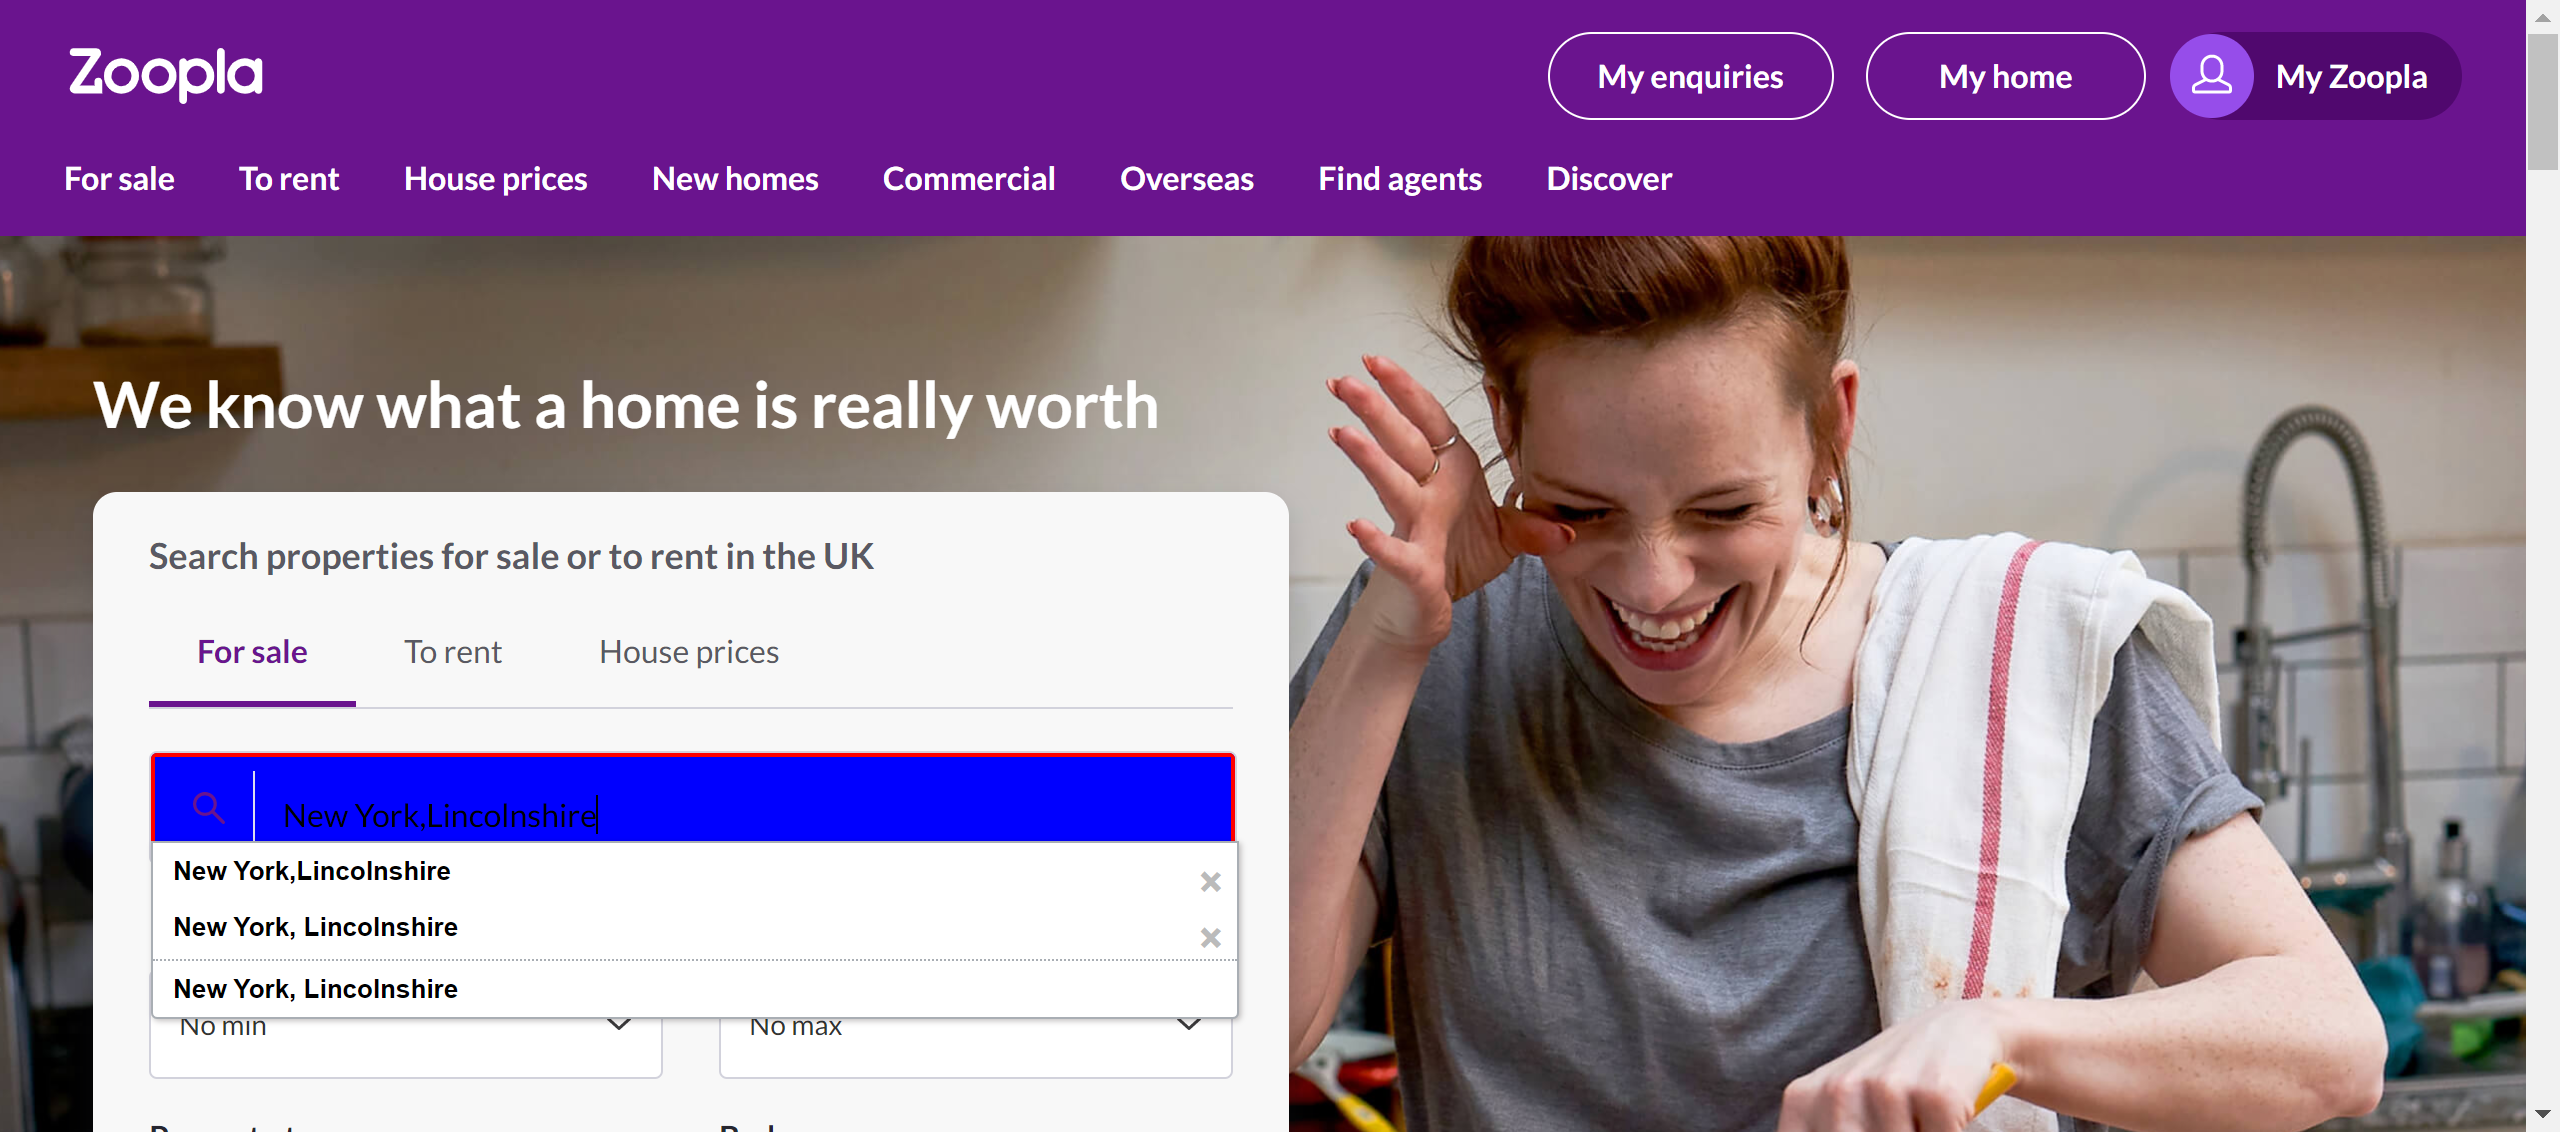 Zoopla
My enquiries
My home
My Zoopla
For sale
To rent
House prices
New homes
Commercial
Overseas
Find agents
Discover
We know what a home is really worth
Search properties for sale or to rent in the UK
For sale
To rent
House prices
New York,Lincolnshire
New York,Lincolnshire
New York, Lincolnshire
New York, Lincolnshire
No min
No max